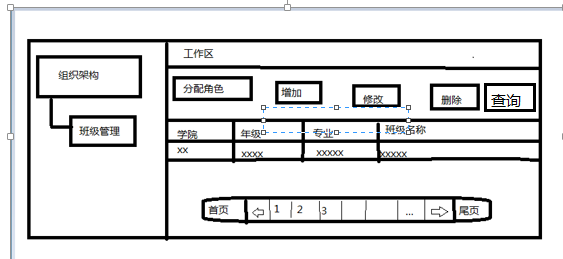 工作区
组织架构
班级管理
分配角色 增加 修改 删除 查询
学院 年级 专业 班级名称
xx xxxx xxxxx xxxxx
首页 1 2 3 ... 尾页